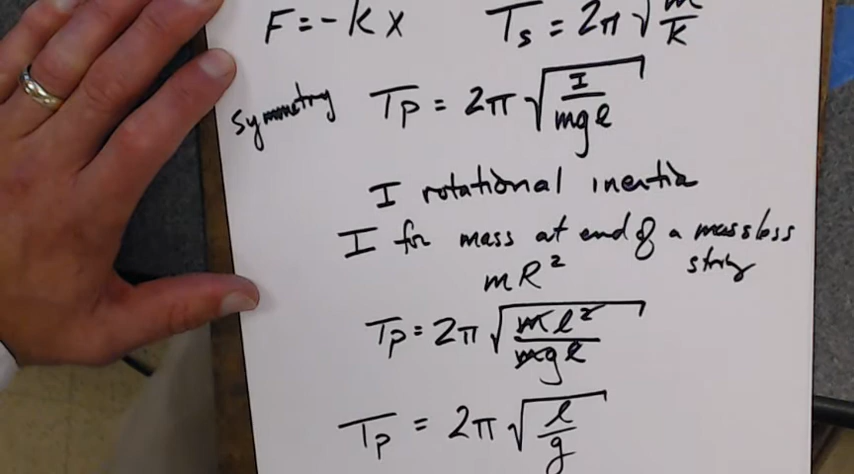 F = -kx    Ts = 2π√(m/k)
symmetry    Tp = 2π√(I/mgℓ)
I rotational inertia
I for mass at end of a massless string
mR²
Tp = 2π√(mℓ²/mgℓ)
Tp = 2π√(ℓ/g)